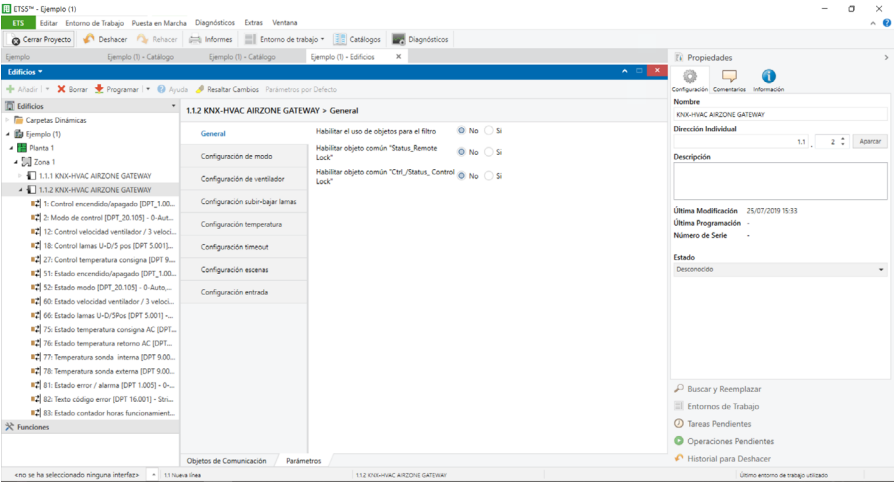 ETS5™ - Ejemplo (1)
ETS Editar Entorno de Trabajo Puesta en Marcha Diagnósticos Extras Ventana
Cerrar Proyecto Deshacer Rehacer Informes Entorno de trabajo Catálogos Diagnósticos
Ejemplo Ejemplo (1) - Catálogo Ejemplo (1) - Catálogo Ejemplo (1) - Edificios X
Edificios
Añadir Borrar Programar Ayuda Resaltar Cambios Parámetros por Defecto
Edificios
Carpetas Dinámicas
Ejemplo (1)
Planta 1
Zona 1
1.1.1 KNX-HVAC AIRZONE GATEWAY
1.1.2 KNX-HVAC AIRZONE GATEWAY
1: Control encendido/apagado [DPT_1.00...
2: Modo de control [DPT_20.105] - 0-Aut...
12: Control velocidad ventilador / 3 veloci...
18: Control lamas U-D/5 pos [DPT 5.001]...
27: Control temperatura consigna [DPT 9....
51: Estado encendido/apagado [DPT_1.00...
52: Estado modo [DPT_20.105] - 0-Auto,...
60: Estado velocidad ventilador / 3 veloci...
66: Estado lamas U-D/5Pos [DPT 5.001] -...
75: Estado temperatura consigna AC [DPT...
76: Estado temperatura retorno AC [DPT...
77: Temperatura sonda interna [DPT 9.00...
78: Temperatura sonda externa [DPT 9.00...
81: Estado error / alarma [DPT 1.005] - 0-...
82: Texto código error [DPT 16.001] - Stri...
83: Estado contador horas funcionamient...
Funciones
1.1.2 KNX-HVAC AIRZONE GATEWAY > General
General
Configuración de modo
Configuración de ventilador
Configuración subir-bajar lamas
Configuración temperatura
Configuración timeout
Configuración escenas
Configuración entrada
Habilitar el uso de objetos para el filtro No Si
Habilitar objeto común "Status_Remote
Lock" No Si
Habilitar objeto común "Ctrl_/Status_ Control
Lock" No Si
Objetos de Comunicación Parámetros
Propiedades
Configuración Comentarios Información
Nombre
KNX-HVAC AIRZONE GATEWAY
Dirección Individual
1.1 . 2 Aparcar
Descripción
Última Modificación 25/07/2019 15:33
Última Programación -
Número de Serie -
Estado
Desconocido
Buscar y Reemplazar
Entornos de Trabajo
Tareas Pendientes
Operaciones Pendientes
Historial para Deshacer
<no se ha seleccionado ninguna interfaz> 1.1 Nueva línea 1.1.2 KNX-HVAC AIRZONE GATEWAY Último entorno de trabajo utilizado